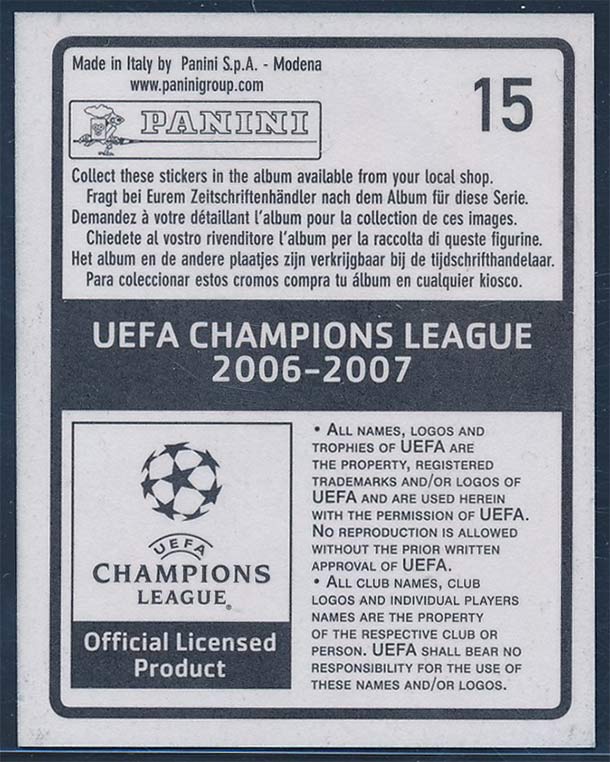 Made in Italy by Panini S.p.A. - Modena
www.paninigroup.com
15
PANINI
Collect these stickers in the album available from your local shop.
Fragt bei Eurem Zeitschriftenhändler nach dem Album für diese Serie.
Demandez à votre détaillant l'album pour la collection de ces images.
Chiedete al vostro rivenditore l'album per la raccolta di queste figurine.
Het album en de andere plaatjes zijn verkrijgbaar bij de tijdschrifthandelaar.
Para coleccionar estos cromos compra tu álbum en cualquier kiosco.
UEFA CHAMPIONS LEAGUE
2006-2007
UEFA
CHAMPIONS
LEAGUE®
Official Licensed
Product
• ALL NAMES, LOGOS AND
TROPHIES OF UEFA ARE
THE PROPERTY, REGISTERED
TRADEMARKS AND/OR LOGOS OF
UEFA AND ARE USED HEREIN
WITH THE PERMISSION OF UEFA.
NO REPRODUCTION IS ALLOWED
WITHOUT THE PRIOR WRITTEN
APPROVAL OF UEFA.
• ALL CLUB NAMES, CLUB
LOGOS AND INDIVIDUAL PLAYERS
NAMES ARE THE PROPERTY
OF THE RESPECTIVE CLUB OR
PERSON. UEFA SHALL BEAR NO
RESPONSIBILITY FOR THE USE OF
THESE NAMES AND/OR LOGOS.